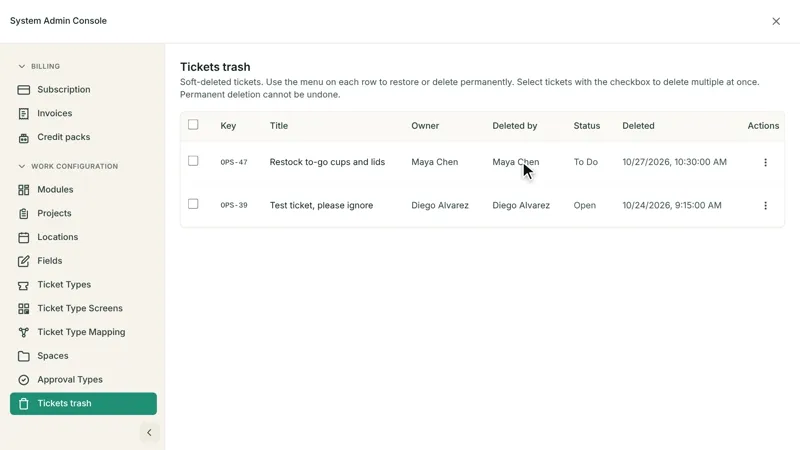 System Admin Console
BILLING
Subscription
Invoices
Credit packs
WORK CONFIGURATION
Modules
Projects
Locations
Fields
Ticket Types
Ticket Type Screens
Ticket Type Mapping
Spaces
Approval Types
Tickets trash
Tickets trash
Soft-deleted tickets. Use the menu on each row to restore or delete permanently. Select tickets with the checkbox to delete multiple at once.
Permanent deletion cannot be undone.
Key Title Owner Deleted by Status Deleted Actions
OPS-47 Restock to-go cups and lids Maya Chen Maya Chen To Do 10/27/2026, 10:30:00 AM
OPS-39 Test ticket, please ignore Diego Alvarez Diego Alvarez Open 10/24/2026, 9:15:00 AM